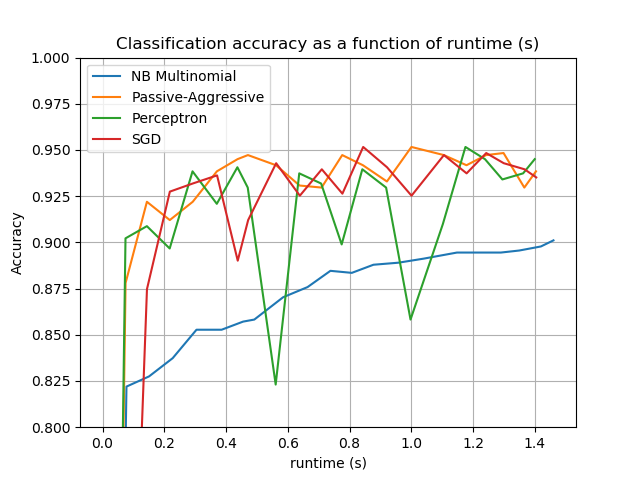 Classification accuracy as a function of runtime (s)
NB Multinomial
Passive-Aggressive
Perceptron
SGD
Accuracy
1.000
0.975
0.950
0.925
0.900
0.875
0.850
0.825
0.800
0.0 0.2 0.4 0.6 0.8 1.0 1.2 1.4
runtime (s)